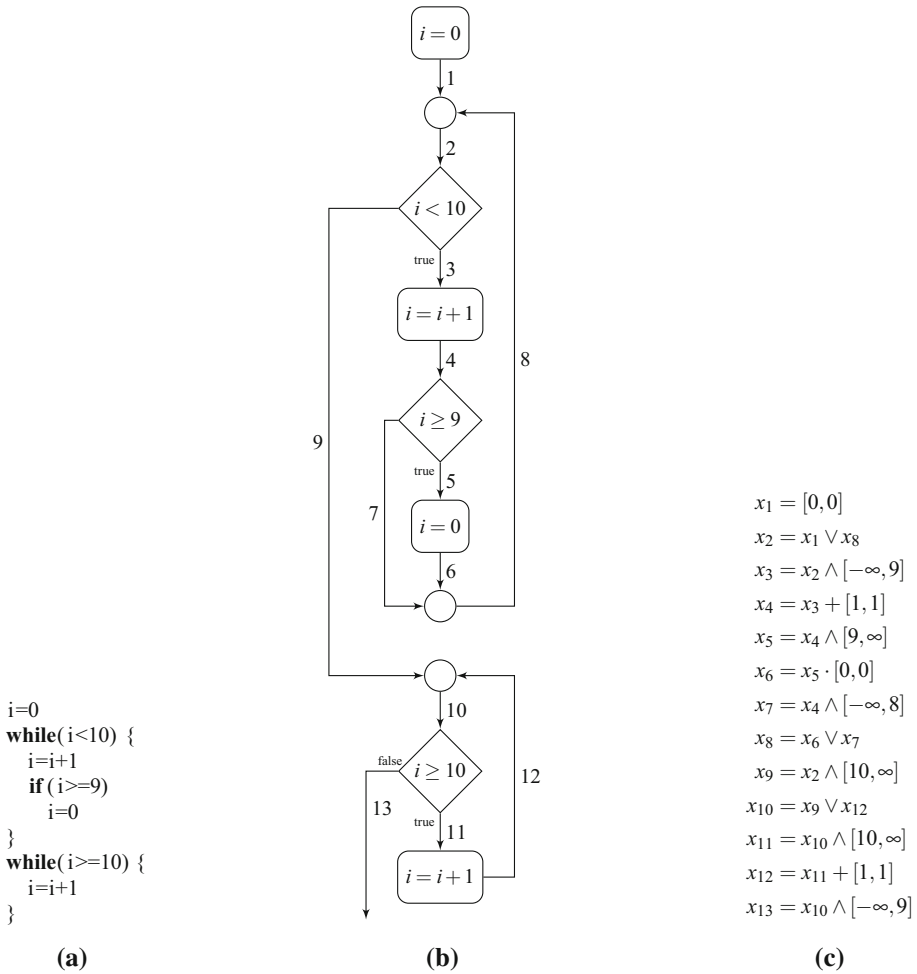 i = 0
1
2
i < 10
true
3
i = i + 1
4
8
i ≥ 9
9
true
5
7
i = 0
6
10
false
i ≥ 10
12
13
true
11
i = i + 1
i=0
while(i<10) {
i=i+1
if(i>=9)
i=0
}
while(i>=10) {
i=i+1
}
x₁ = [0,0]
x₂ = x₁ ∨ x₈
x₃ = x₂ ∧ [−∞,9]
x₄ = x₃ + [1,1]
x₅ = x₄ ∧ [9,∞]
x₆ = x₅ · [0,0]
x₇ = x₄ ∧ [−∞,8]
x₈ = x₆ ∨ x₇
x₉ = x₂ ∧ [10,∞]
x₁₀ = x₉ ∨ x₁₂
x₁₁ = x₁₀ ∧ [10,∞]
x₁₂ = x₁₁ + [1,1]
x₁₃ = x₁₀ ∧ [−∞,9]
(a)
(b)
(c)